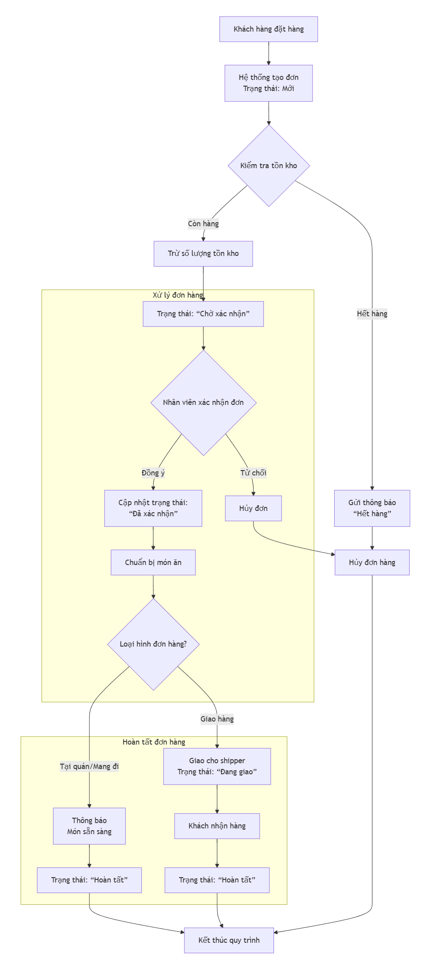 Khách hàng đặt hàng
Hệ thống tạo đơn
Trạng thái: Mới
Kiểm tra tồn kho
Còn hàng
Trừ số lượng tồn kho
Hết hàng
Xử lý đơn hàng
Trạng thái: “Chờ xác nhận”
Nhân viên xác nhận đơn
Đồng ý
Từ chối
Cập nhật trạng thái:
“Đã xác nhận”
Hủy đơn
Gửi thông báo
“Hết hàng”
Chuẩn bị món ăn
Hủy đơn hàng
Loại hình đơn hàng?
Giao hàng
Hoàn tất đơn hàng
Tại quán/Mang đi
Giao cho shipper
Trạng thái: “Đang giao”
Thông báo
Món sẵn sàng
Khách nhận hàng
Trạng thái: “Hoàn tất”
Trạng thái: “Hoàn tất”
Kết thúc quy trình